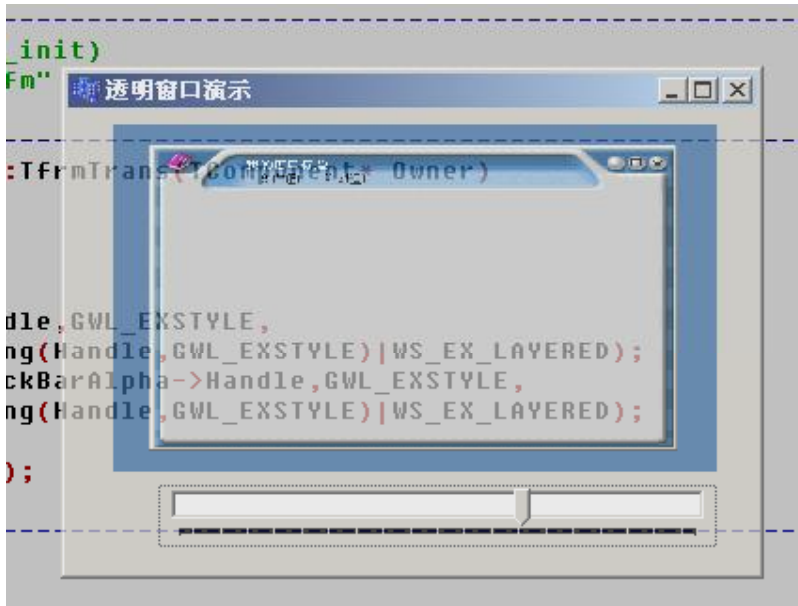 _init)
fm"
透明窗口演示
:TfrmTrans(TComponent* Owner)
dle,GWL_EXSTYLE,
ng(Handle,GWL_EXSTYLE)|WS_EX_LAYERED);
ckBarAlpha->Handle,GWL_EXSTYLE,
ng(Handle,GWL_EXSTYLE)|WS_EX_LAYERED);
);